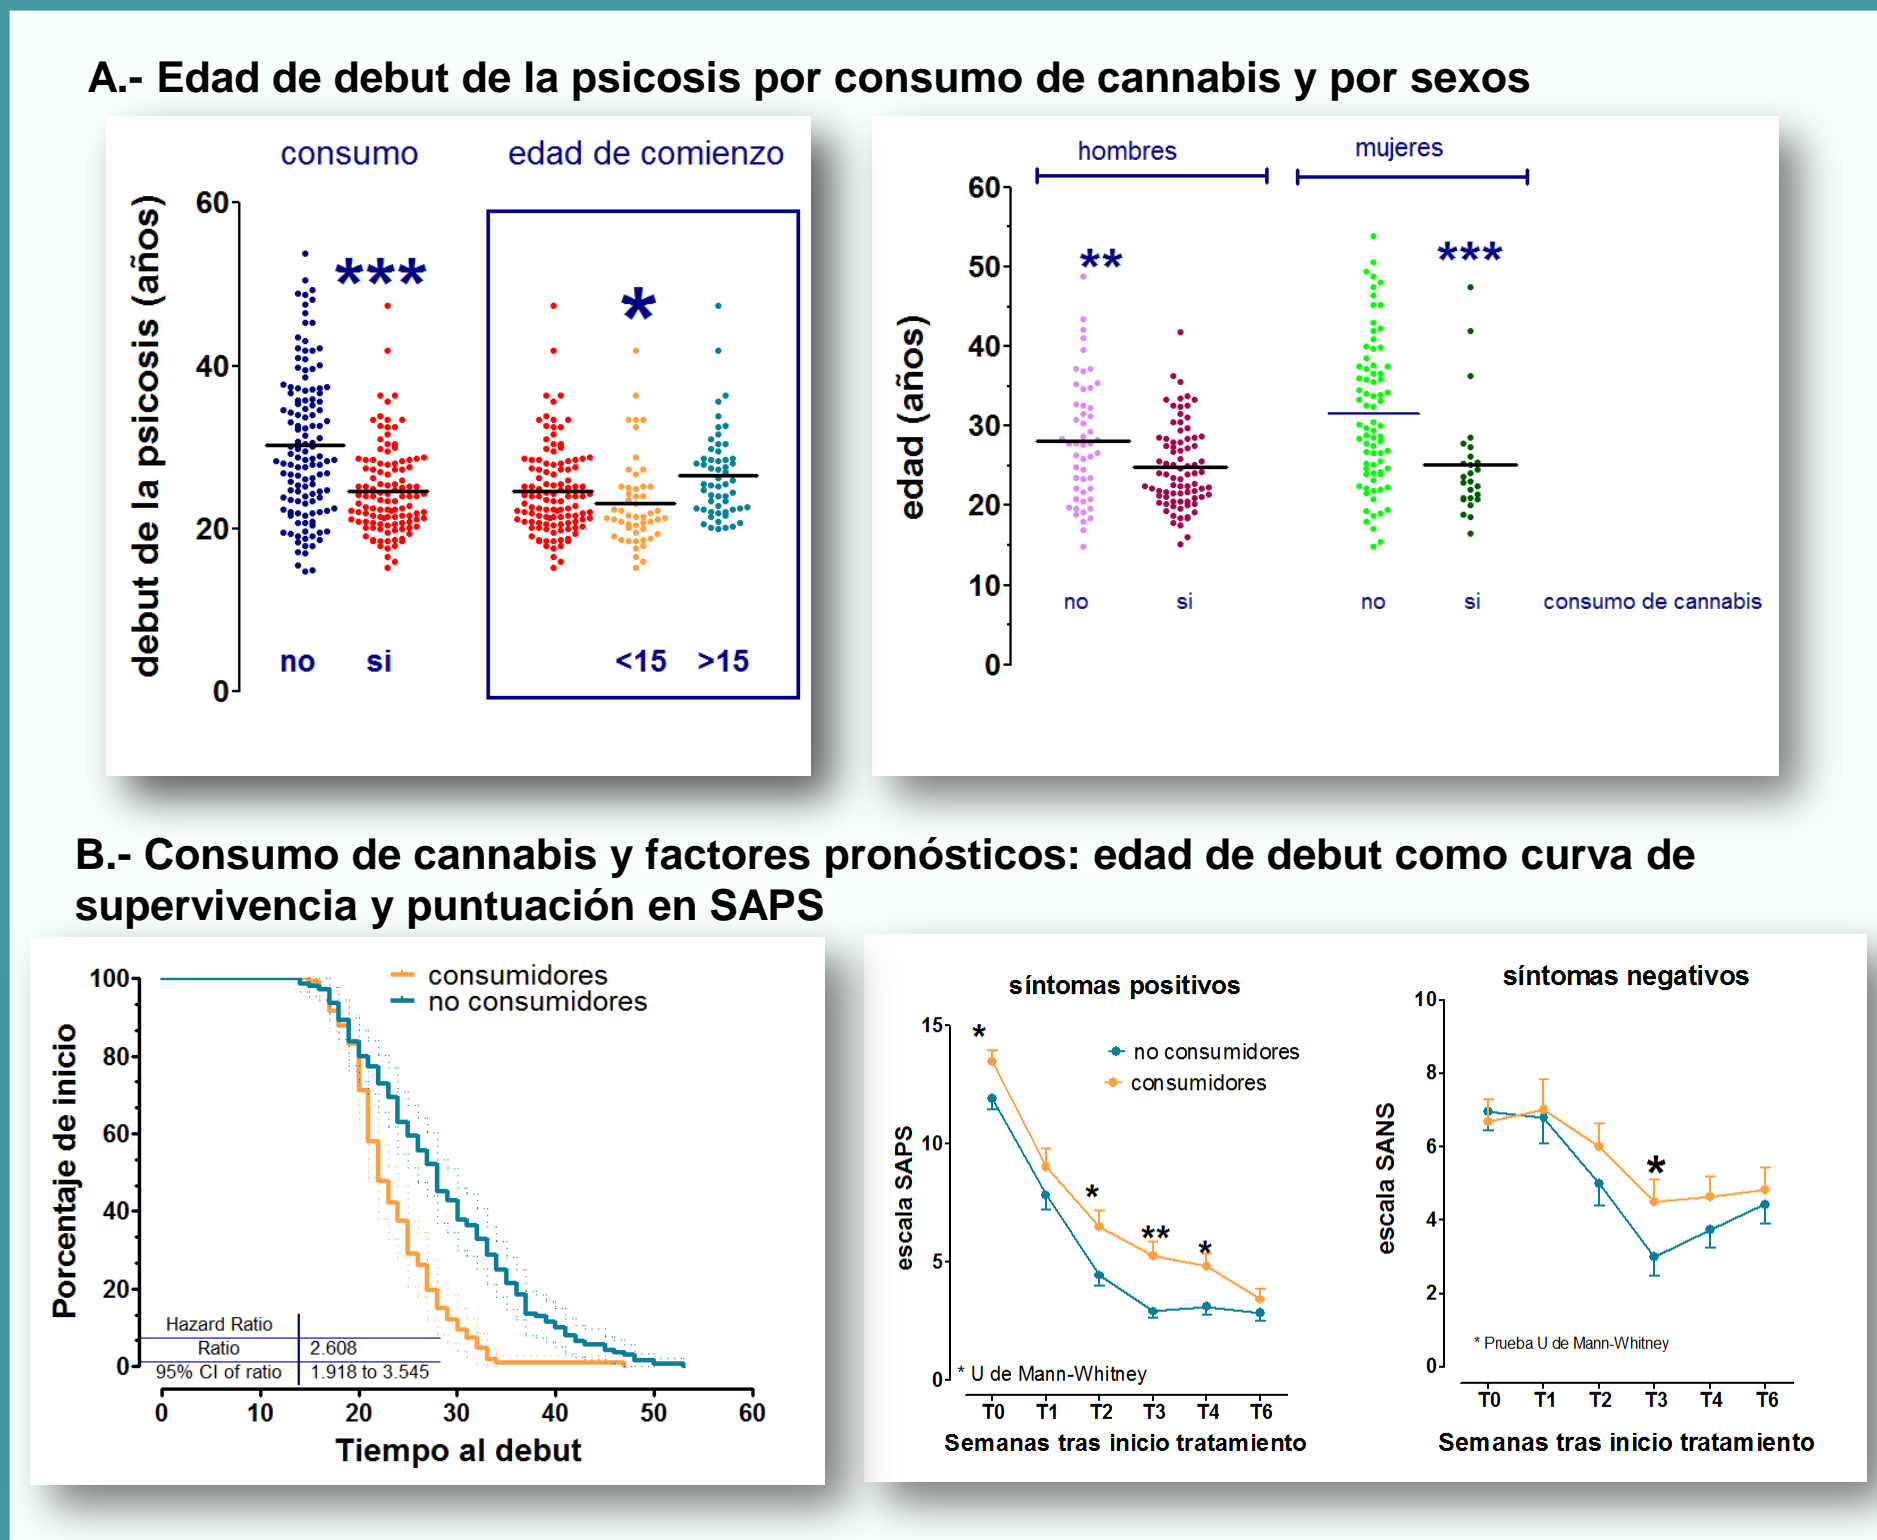 A.- Edad de debut de la psicosis por consumo de cannabis y por sexos
consumo
edad de comienzo
debut de la psicosis (años)
60
40
20
0
***
*
no
si
<15
>15
hombres
mujeres
edad (años)
60
50
40
30
20
10
0
**
***
no
si
no
si
consumo de cannabis
B.- Consumo de cannabis y factores pronósticos: edad de debut como curva de
supervivencia y puntuación en SAPS
consumidores
no consumidores
Porcentaje de inicio
100
80
60
40
20
0
Hazard Ratio
Ratio 2.608
95% CI of ratio 1.918 to 3.545
0 10 20 30 40 50 60
Tiempo al debut
síntomas positivos
no consumidores
consumidores
escala SAPS
15
10
5
0
*
*
**
*
* U de Mann-Whitney
T0 T1 T2 T3 T4 T6
Semanas tras inicio tratamiento
síntomas negativos
escala SANS
10
8
6
4
2
0
*
* Prueba U de Mann-Whitney
T0 T1 T2 T3 T4 T6
Semanas tras inicio tratamiento